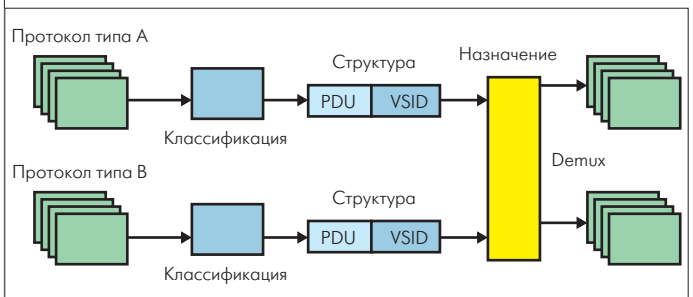 Протокол типа А
Структура
Назначение
PDU
VSID
Классификация
Протокол типа В
Demux
Структура
PDU
VSID
Классификация